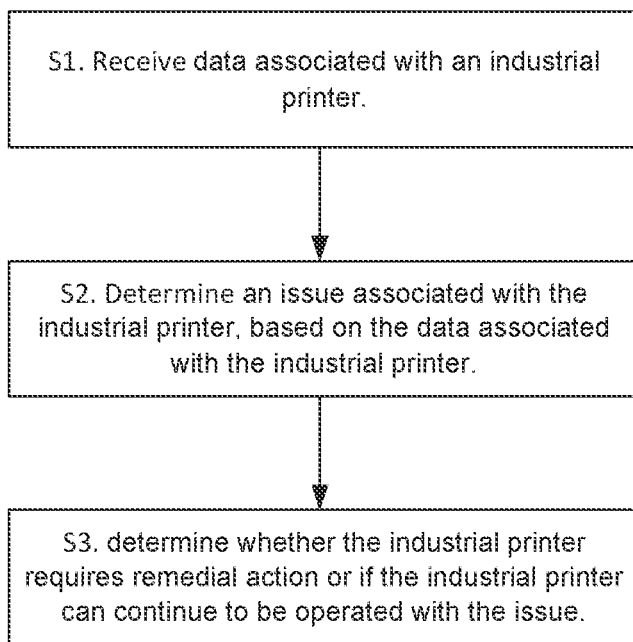 S1. Receive data associated with an industrial
printer.
S2. Determine an issue associated with the
industrial printer, based on the data associated
with the industrial printer.
S3. determine whether the industrial printer
requires remedial action or if the industrial printer
can continue to be operated with the issue.